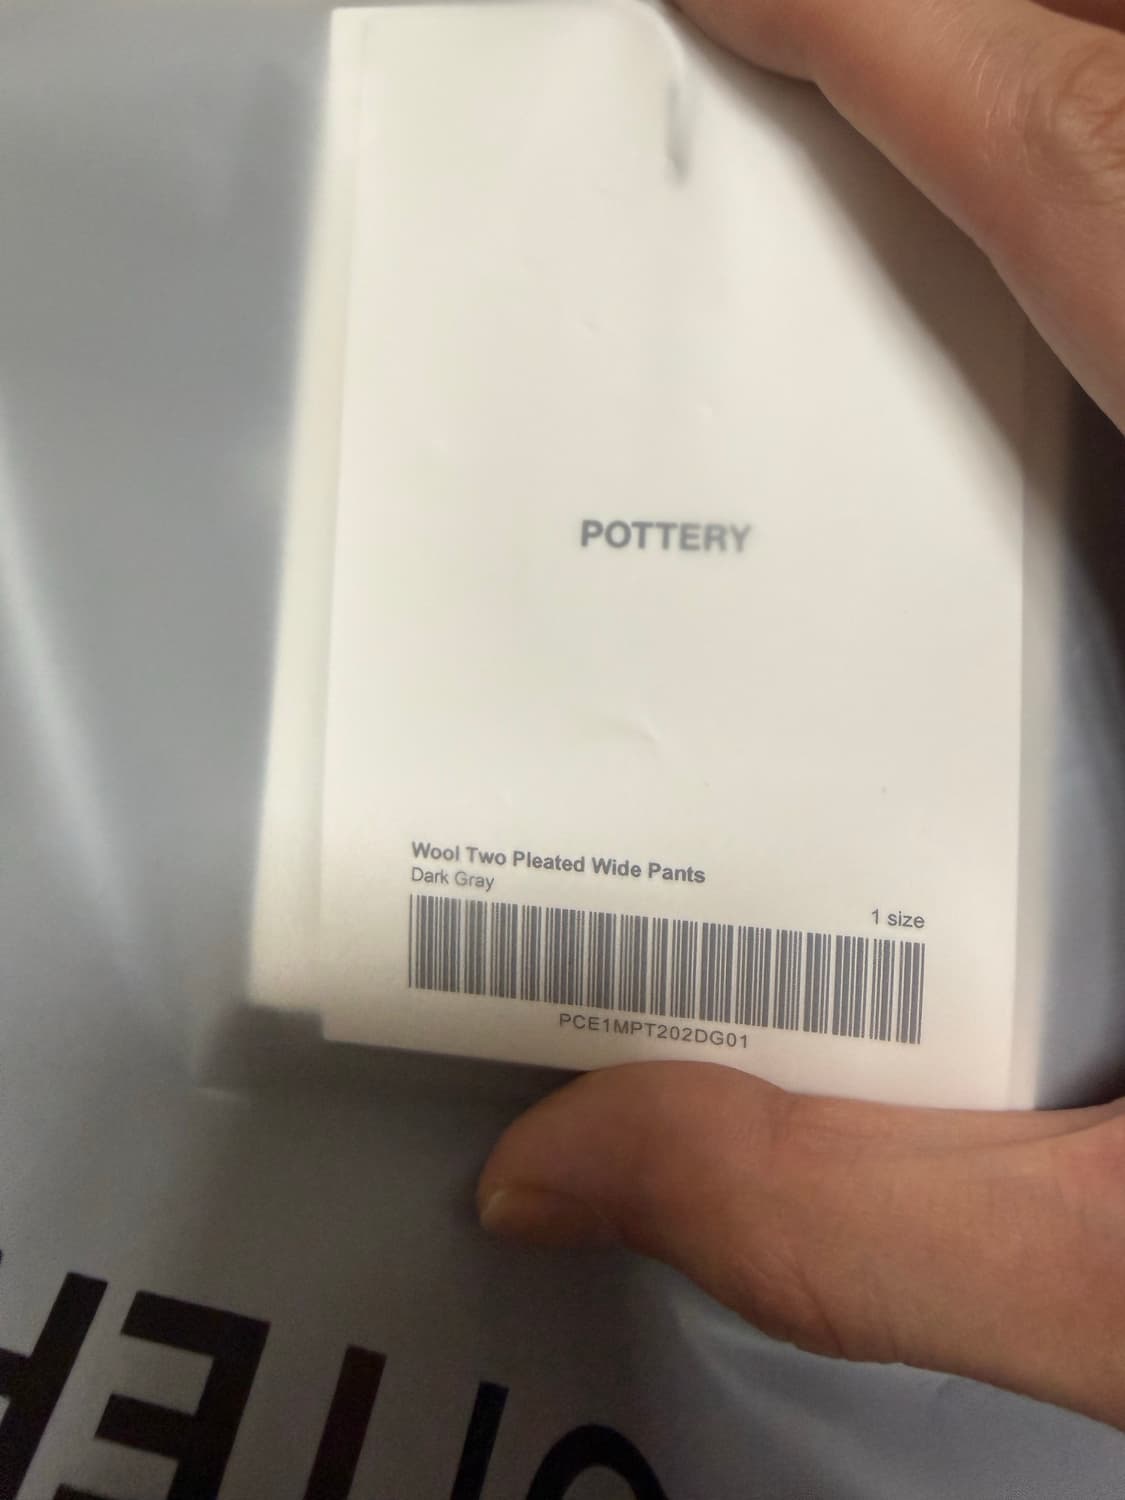 POTTERY
Wool Two Pleated Wide Pants
Dark Gray
1 size
PCE1MPT202DG01